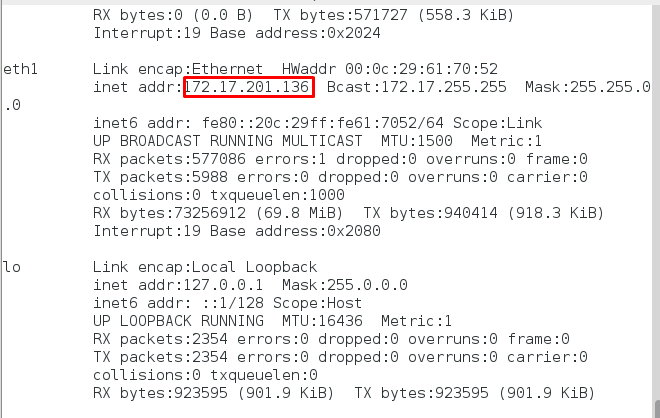 RX bytes:0 (0.0 B)  TX bytes:571727 (558.3 KiB)
Interrupt:19 Base address:0x2024
eth1      Link encap:Ethernet  HWaddr 00:0c:29:61:70:52
inet addr:172.17.201.136  Bcast:172.17.255.255  Mask:255.255.0
.0
inet6 addr: fe80::20c:29ff:fe61:7052/64 Scope:Link
UP BROADCAST RUNNING MULTICAST  MTU:1500  Metric:1
RX packets:577086 errors:1 dropped:0 overruns:0 frame:0
TX packets:5988 errors:0 dropped:0 overruns:0 carrier:0
collisions:0 txqueuelen:1000
RX bytes:73256912 (69.8 MiB)  TX bytes:940414 (918.3 KiB)
Interrupt:19 Base address:0x2080
lo        Link encap:Local Loopback
inet addr:127.0.0.1  Mask:255.0.0.0
inet6 addr: ::1/128 Scope:Host
UP LOOPBACK RUNNING  MTU:16436  Metric:1
RX packets:2354 errors:0 dropped:0 overruns:0 frame:0
TX packets:2354 errors:0 dropped:0 overruns:0 carrier:0
collisions:0 txqueuelen:0
RX bytes:923595 (901.9 KiB)  TX bytes:923595 (901.9 KiB)